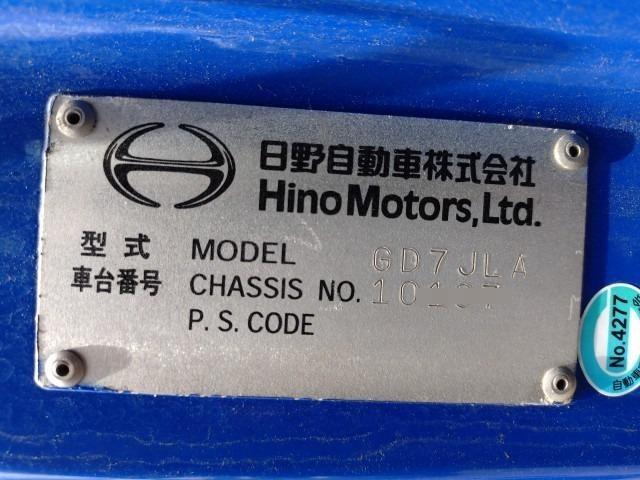 日野自動車株式会社
Hino Motors, Ltd.
型式 MODEL GD7JLA
車台番号 CHASSIS NO.
P. S. CODE
No.4277